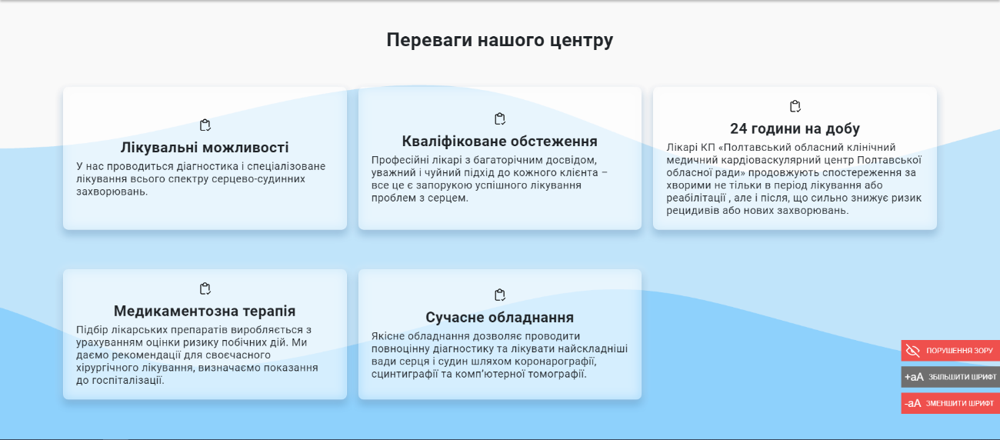 Переваги нашого центру
Лікувальні можливості
У нас проводиться діагностика і спеціалізоване
лікування всього спектру серцево-судинних
захворювань.
Кваліфіковане обстеження
Професійні лікарі з багаторічним досвідом,
уважний і чуйний підхід до кожного клієнта –
все це є запорукою успішного лікування
проблем з серцем.
24 години на добу
Лікарі КП «Полтавський обласний клінічний
медичний кардіоваскулярний центр Полтавської
обласної ради» продовжують спостереження за
хворими не тільки в період лікування або
реабілітації , але і після, що сильно знижує ризик
рецидивів або нових захворювань.
Медикаментозна терапія
Підбір лікарських препаратів виробляється з
урахуванням оцінки ризику побічних дій. Ми
даємо рекомендації для своєчасного
хірургічного лікування, визначаємо показання
до госпіталізації.
Сучасне обладнання
Якісне обладнання дозволяє проводити
повноцінну діагностику та лікувати найскладніші
вади серця і судин шляхом коронарографії,
сцинтиграфії та комп’ютерної томографії.
ПОРУШЕННЯ ЗОРУ
+аА ЗБІЛЬШИТИ ШРИФТ
-аА ЗМЕНШИТИ ШРИФТ